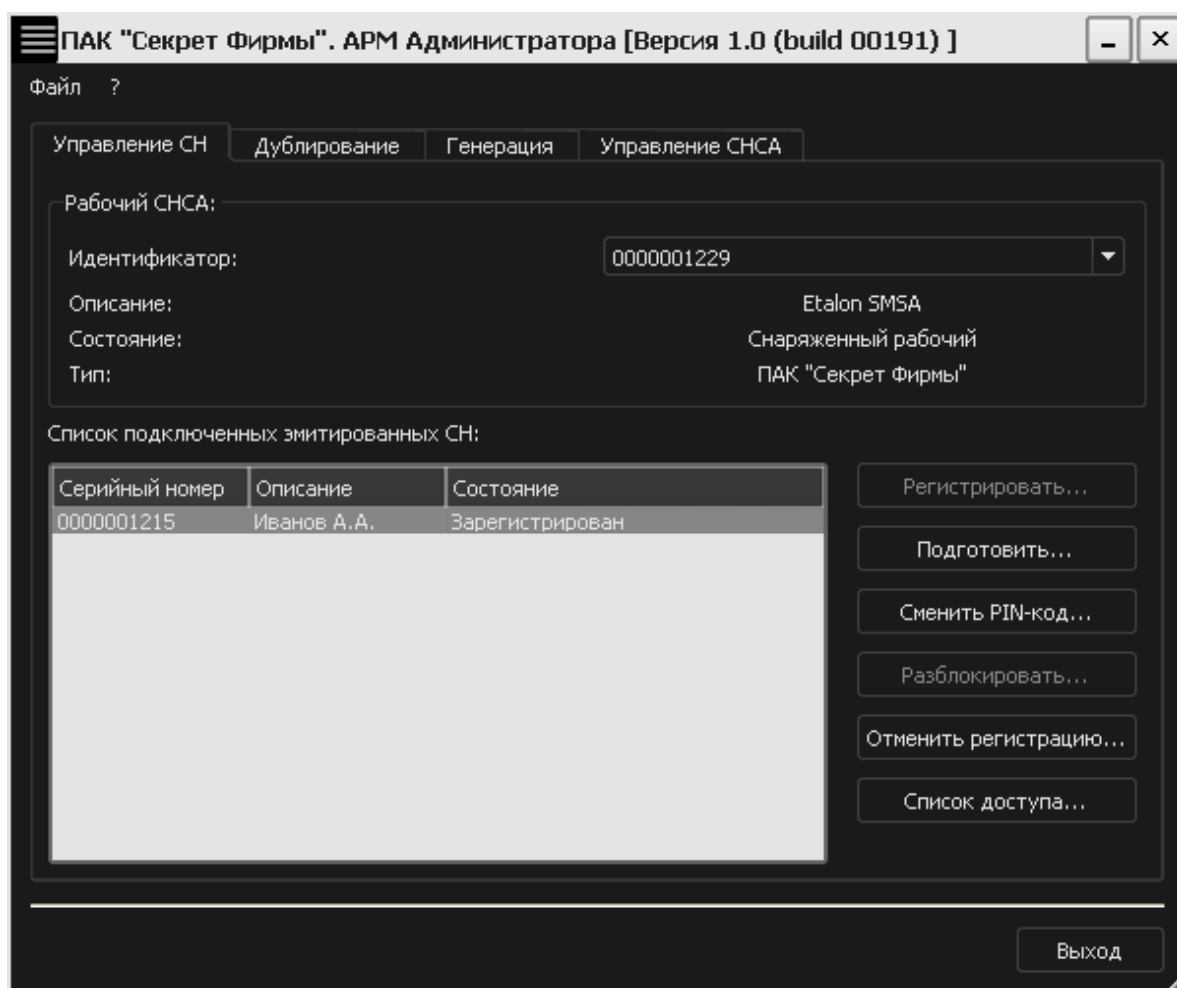 ПАК "Секрет Фирмы". АРМ Администратора [Версия 1.0 (build 00191) ]
Файл ?
Управление СН Дублирование Генерация Управление СНСА
Рабочий СНСА:
Идентификатор: 0000001229
Описание: Etalon SMSA
Состояние: Снаряженный рабочий
Тип: ПАК "Секрет Фирмы"
Список подключенных эмитированных СН:
Серийный номер Описание Состояние
0000001215 Иванов А.А. Зарегистрирован
Регистрировать...
Подготовить...
Сменить PIN-код...
Разблокировать...
Отменить регистрацию...
Список доступа...
Выход